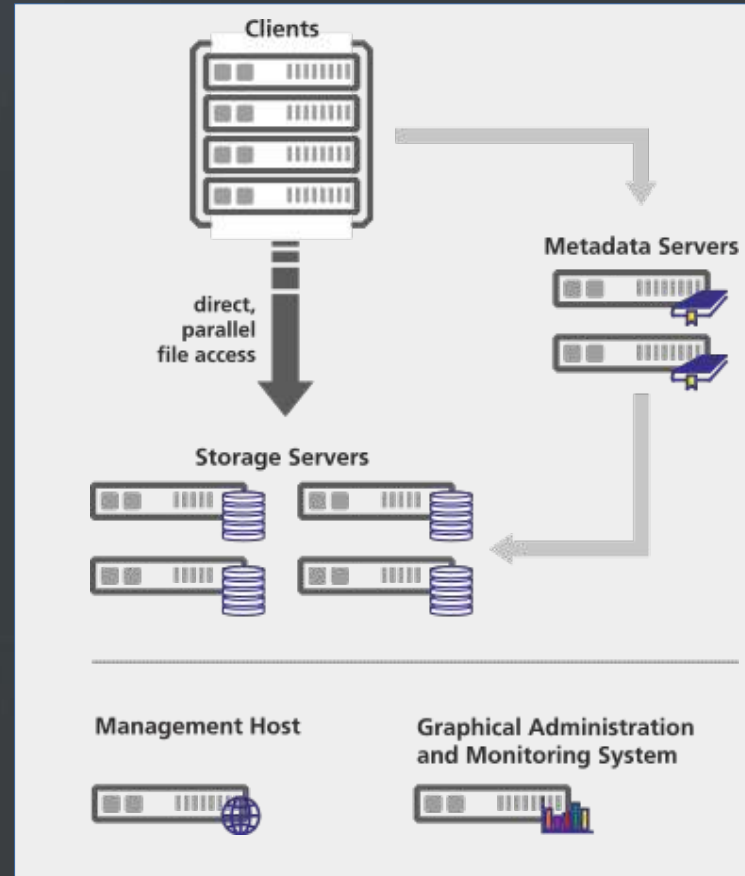 Clients
direct,
parallel
file access
Metadata Servers
Storage Servers
Management Host
Graphical Administration
and Monitoring System